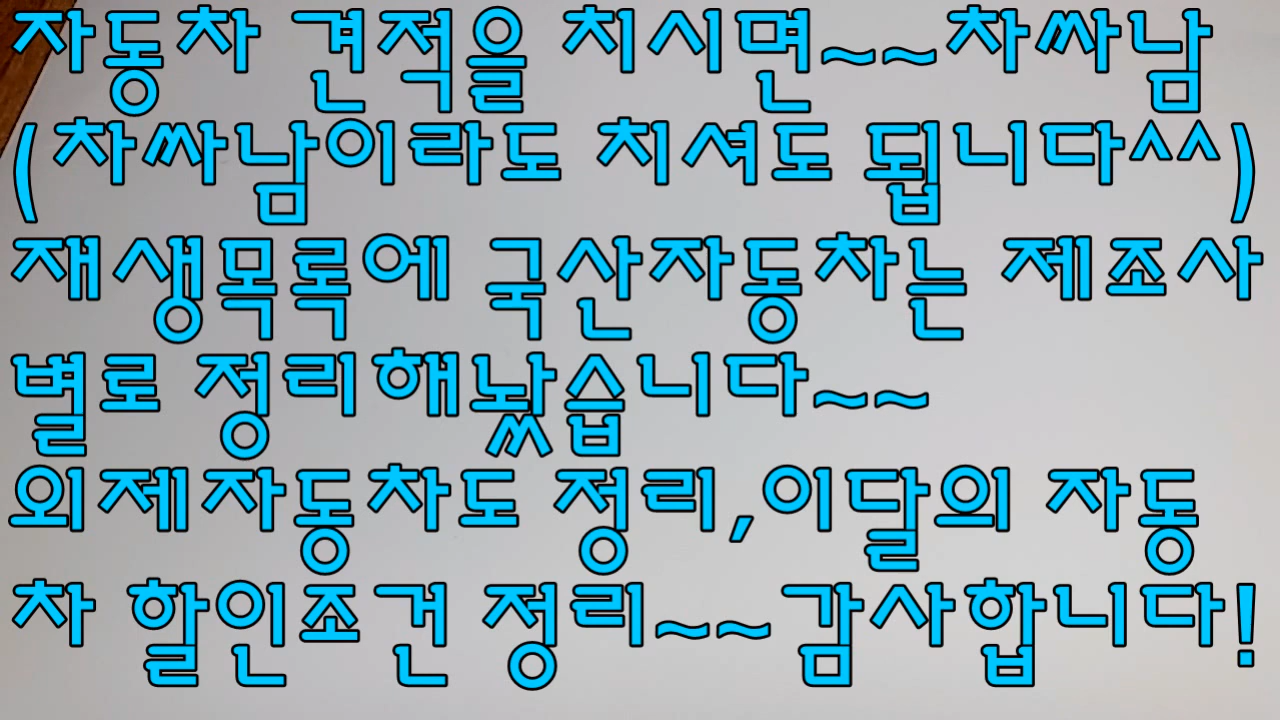 자동차 견적을 치시면~~차싸남
(차싸남이라도 치셔도 됩니다^^)
재생목록에 국산자동차는 제조사
별로 정리해놨습니다~~
외제자동차도 정리,이달의 자동
차 할인조건 정리~~감사합니다!